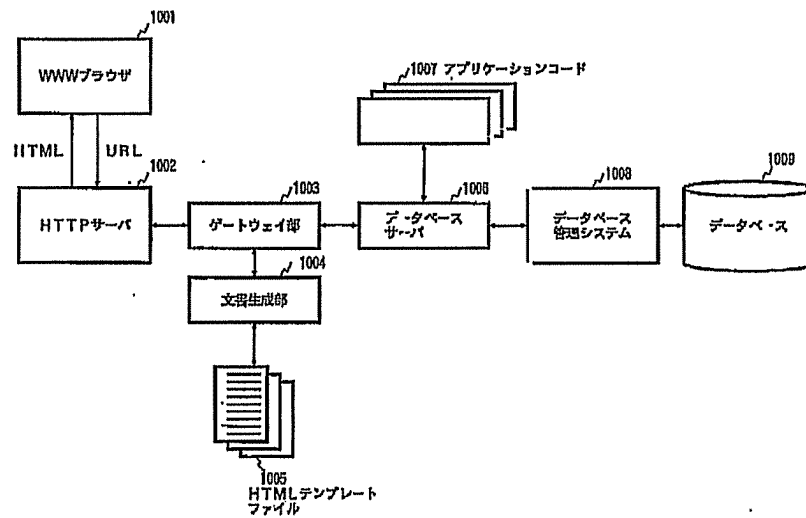 1001
WWWブラウザ
HTML
URL
1002
HTTPサーバ
1003
ゲートウェイ部
1004
文書生成部
1005
HTMLテンプレート
ファイル
1007 アプリケーションコード
1006
データベース
サーバ
1008
データベース
管理システム
1009
データベース